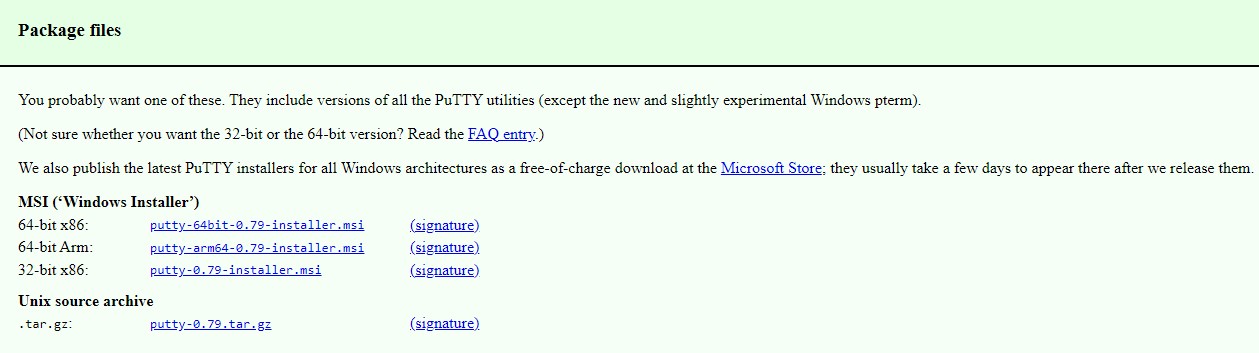 Package files
You probably want one of these. They include versions of all the PuTTY utilities (except the new and slightly experimental Windows pterm).
(Not sure whether you want the 32-bit or the 64-bit version? Read the FAQ entry.)
We also publish the latest PuTTY installers for all Windows architectures as a free-of-charge download at the Microsoft Store; they usually take a few days to appear there after we release them.
MSI (‘Windows Installer’)
64-bit x86: putty-64bit-0.79-installer.msi (signature)
64-bit Arm: putty-arm64-0.79-installer.msi (signature)
32-bit x86: putty-0.79-installer.msi (signature)
Unix source archive
.tar.gz: putty-0.79.tar.gz (signature)